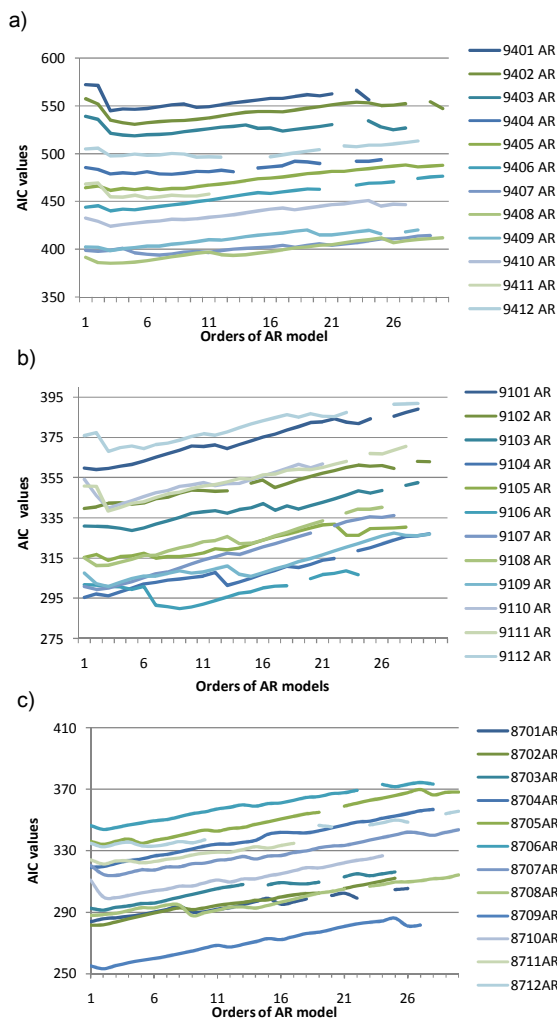 a)
AIC values
600
550
500
450
400
350
300
1 6 11 16 21 26
Orders of AR model
9401 AR
9402 AR
9403 AR
9404 AR
9405 AR
9406 AR
9407 AR
9408 AR
9409 AR
9410 AR
9411 AR
9412 AR
b)
AIC values
395
375
355
335
315
295
275
1 6 11 16 21 26
Orders of AR models
9101 AR
9102 AR
9103 AR
9104 AR
9105 AR
9106 AR
9107 AR
9108 AR
9109 AR
9110 AR
9111 AR
9112 AR
c)
AIC values
410
370
330
290
250
1 6 11 16 21 26
Orders of AR model
8701AR
8702AR
8703AR
8704AR
8705AR
8706AR
8707AR
8708AR
8709AR
8710AR
8711AR
8712AR